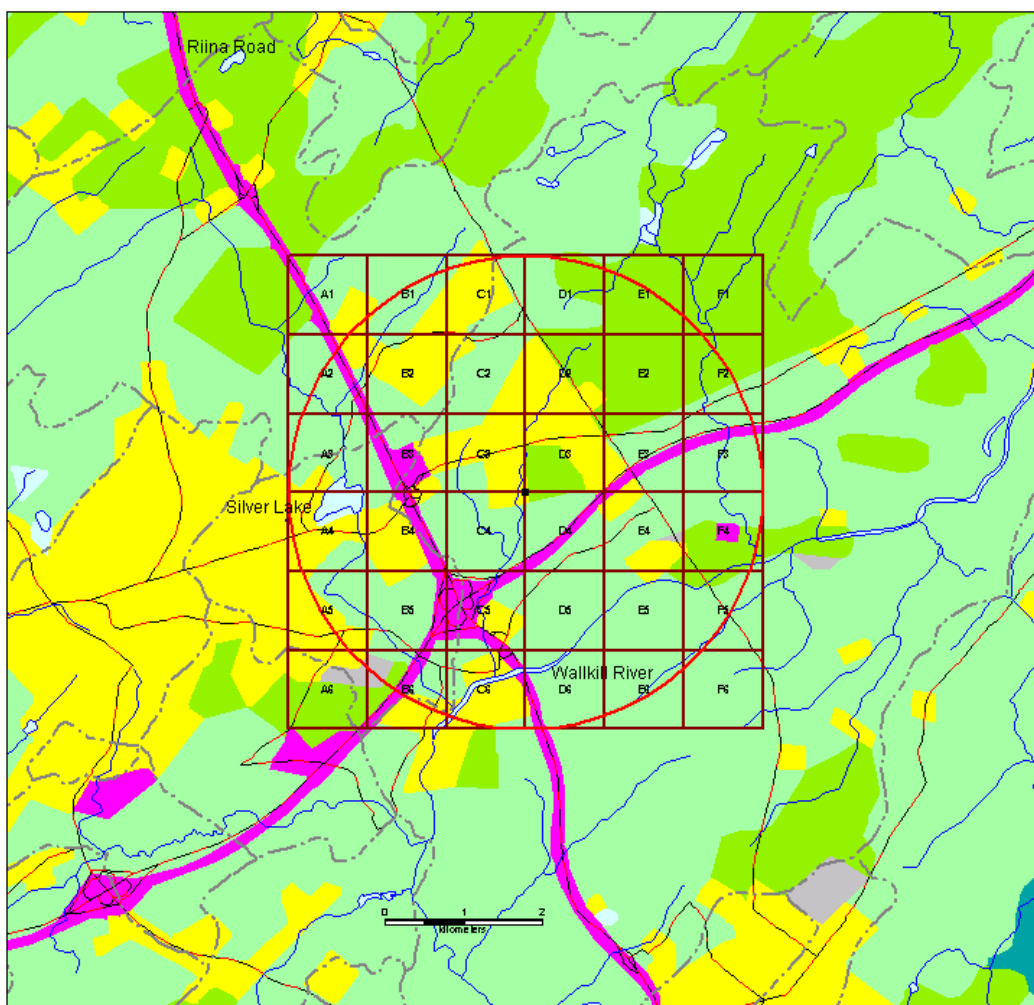 Riina Road
A1 B1 C1 D1 E1 F1
A2 B2 C2 D2 E2 F2
A3 B3 C3 D3 E3 F3
Silver Lake
A4 B4 C4 D4 E4 F4
A5 B5 C5 D5 E5 F5
Wallkill River
A6 B6 C6 D6 E6 F6
0 1 2
kilometers